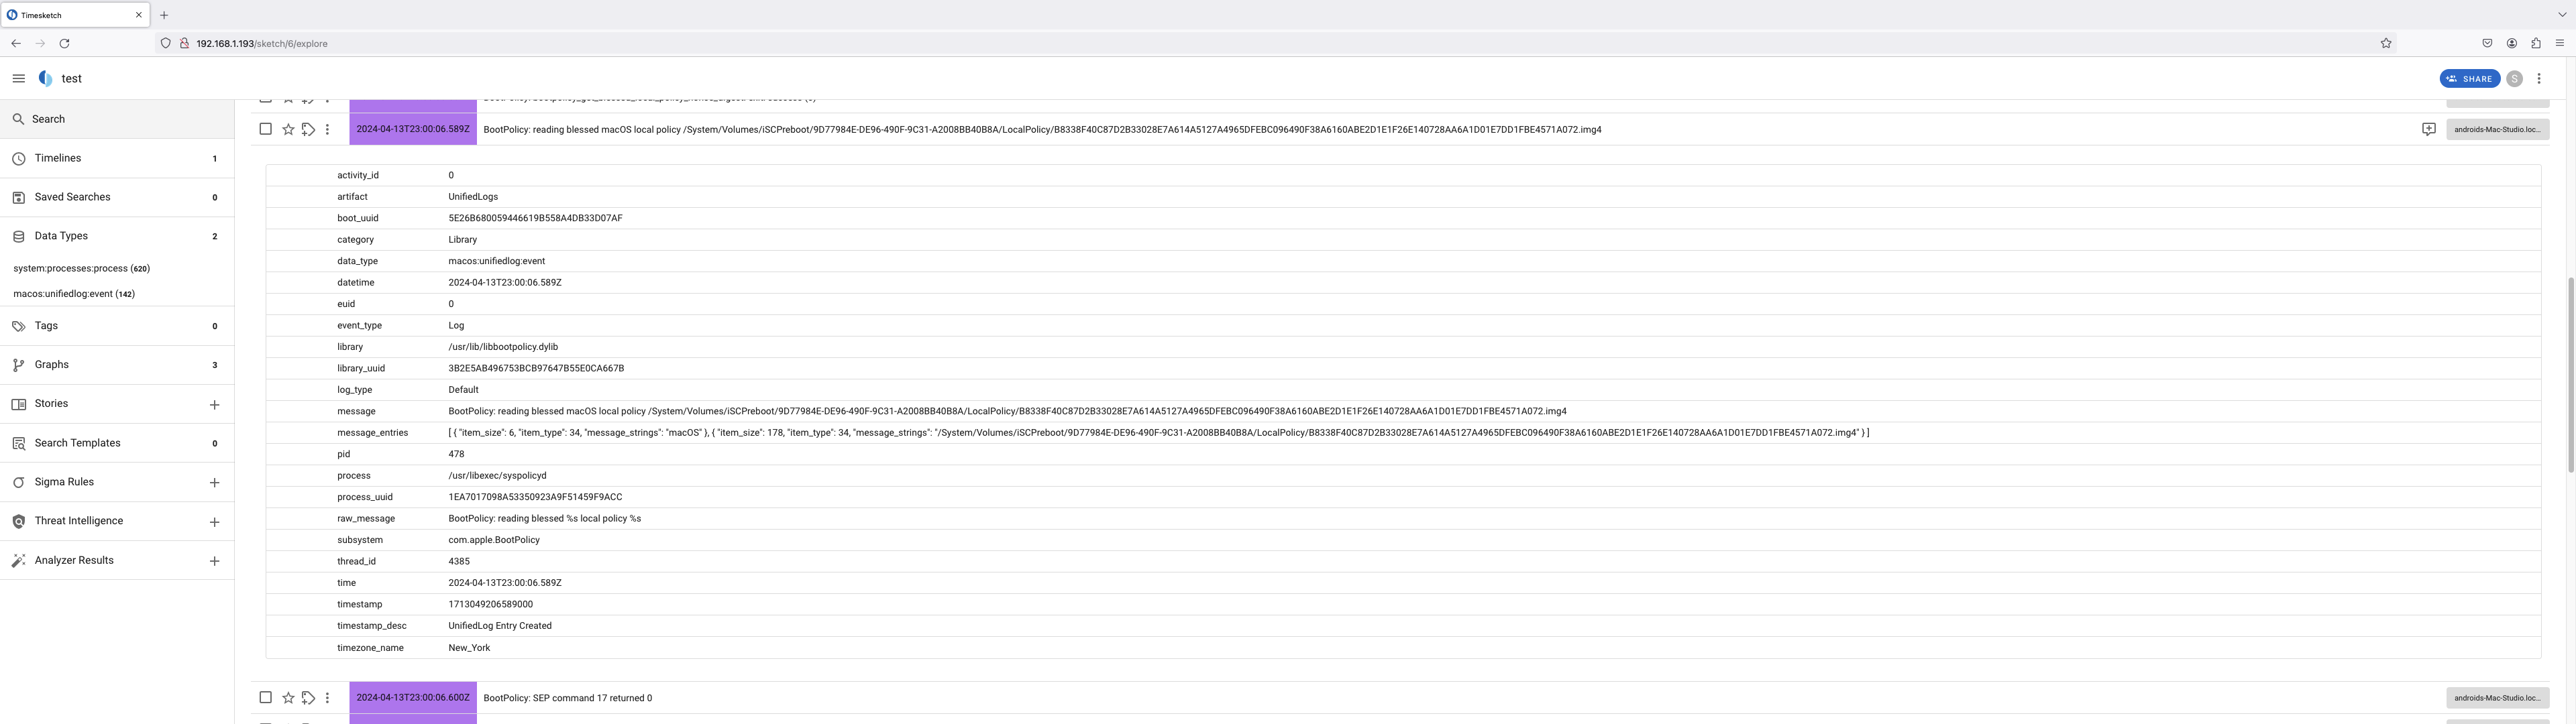 Timesketch
192.168.1.193/sketch/6/explore
test
SHARE
S
Search
Timelines 1
Saved Searches 0
Data Types 2
system:processes:process (620)
macos:unifiedlog:event (142)
Tags 0
Graphs 3
Stories
Search Templates 0
Sigma Rules
Threat Intelligence
Analyzer Results
2024-04-13T23:00:06.589Z BootPolicy: reading blessed macOS local policy /System/Volumes/iSCPreboot/9D77984E-DE96-490F-9C31-A2008BB40B8A/LocalPolicy/B8338F40C87D2B33028E7A614A5127A4965DFEBC096490F38A6160ABE2D1E1F26E140728AA6A1D01E7DD1FBE4571A072.img4 androids-Mac-Studio.loc...
activity_id 0
artifact UnifiedLogs
boot_uuid 5E26B680059446619B558A4DB33D07AF
category Library
data_type macos:unifiedlog:event
datetime 2024-04-13T23:00:06.589Z
euid 0
event_type Log
library /usr/lib/libbootpolicy.dylib
library_uuid 3B2E5AB496753BCB97647B55E0CA667B
log_type Default
message BootPolicy: reading blessed macOS local policy /System/Volumes/iSCPreboot/9D77984E-DE96-490F-9C31-A2008BB40B8A/LocalPolicy/B8338F40C87D2B33028E7A614A5127A4965DFEBC096490F38A6160ABE2D1E1F26E140728AA6A1D01E7DD1FBE4571A072.img4
message_entries [ { "item_size": 6, "item_type": 34, "message_strings": "macOS" }, { "item_size": 178, "item_type": 34, "message_strings": "/System/Volumes/iSCPreboot/9D77984E-DE96-490F-9C31-A2008BB40B8A/LocalPolicy/B8338F40C87D2B33028E7A614A5127A4965DFEBC096490F38A6160ABE2D1E1F26E140728AA6A1D01E7DD1FBE4571A072.img4" } ]
pid 478
process /usr/libexec/syspolicyd
process_uuid 1EA7017098A53350923A9F51459F9ACC
raw_message BootPolicy: reading blessed %s local policy %s
subsystem com.apple.BootPolicy
thread_id 4385
time 2024-04-13T23:00:06.589Z
timestamp 1713049206589000
timestamp_desc UnifiedLog Entry Created
timezone_name New_York
2024-04-13T23:00:06.600Z BootPolicy: SEP command 17 returned 0 androids-Mac-Studio.loc...